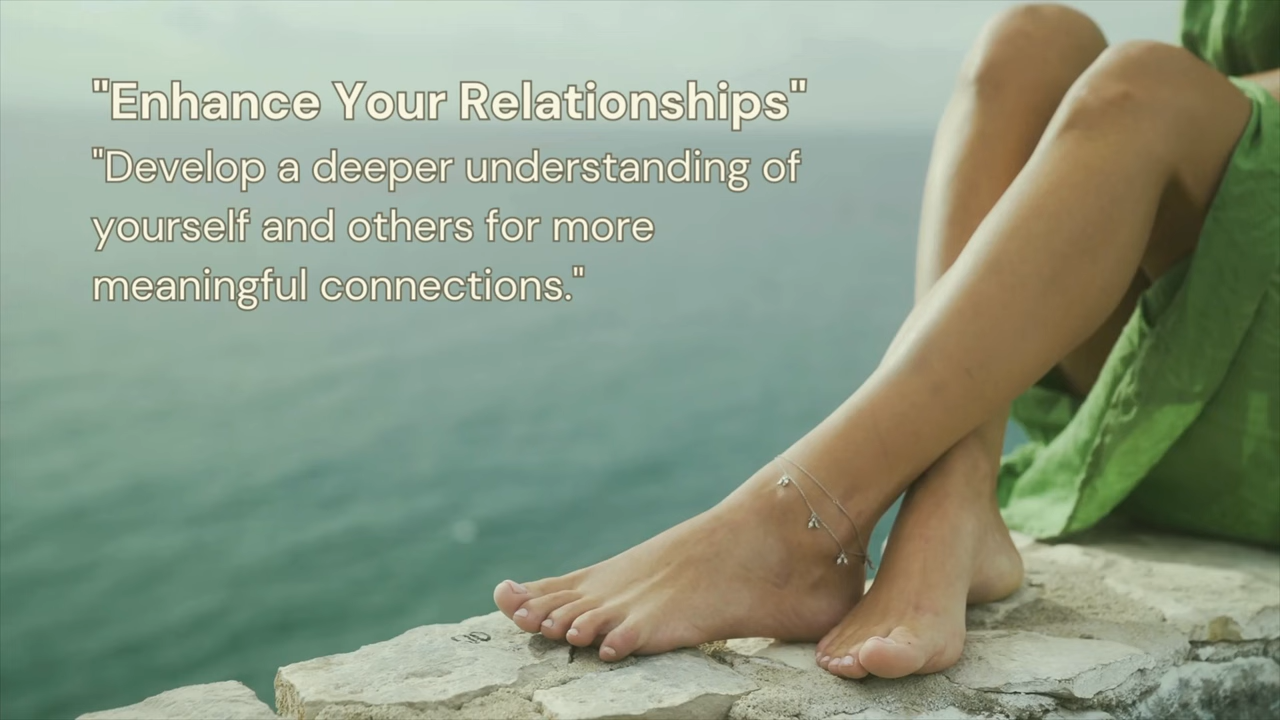 "Enhance Your Relationships"
"Develop a deeper understanding of
yourself and others for more
meaningful connections."